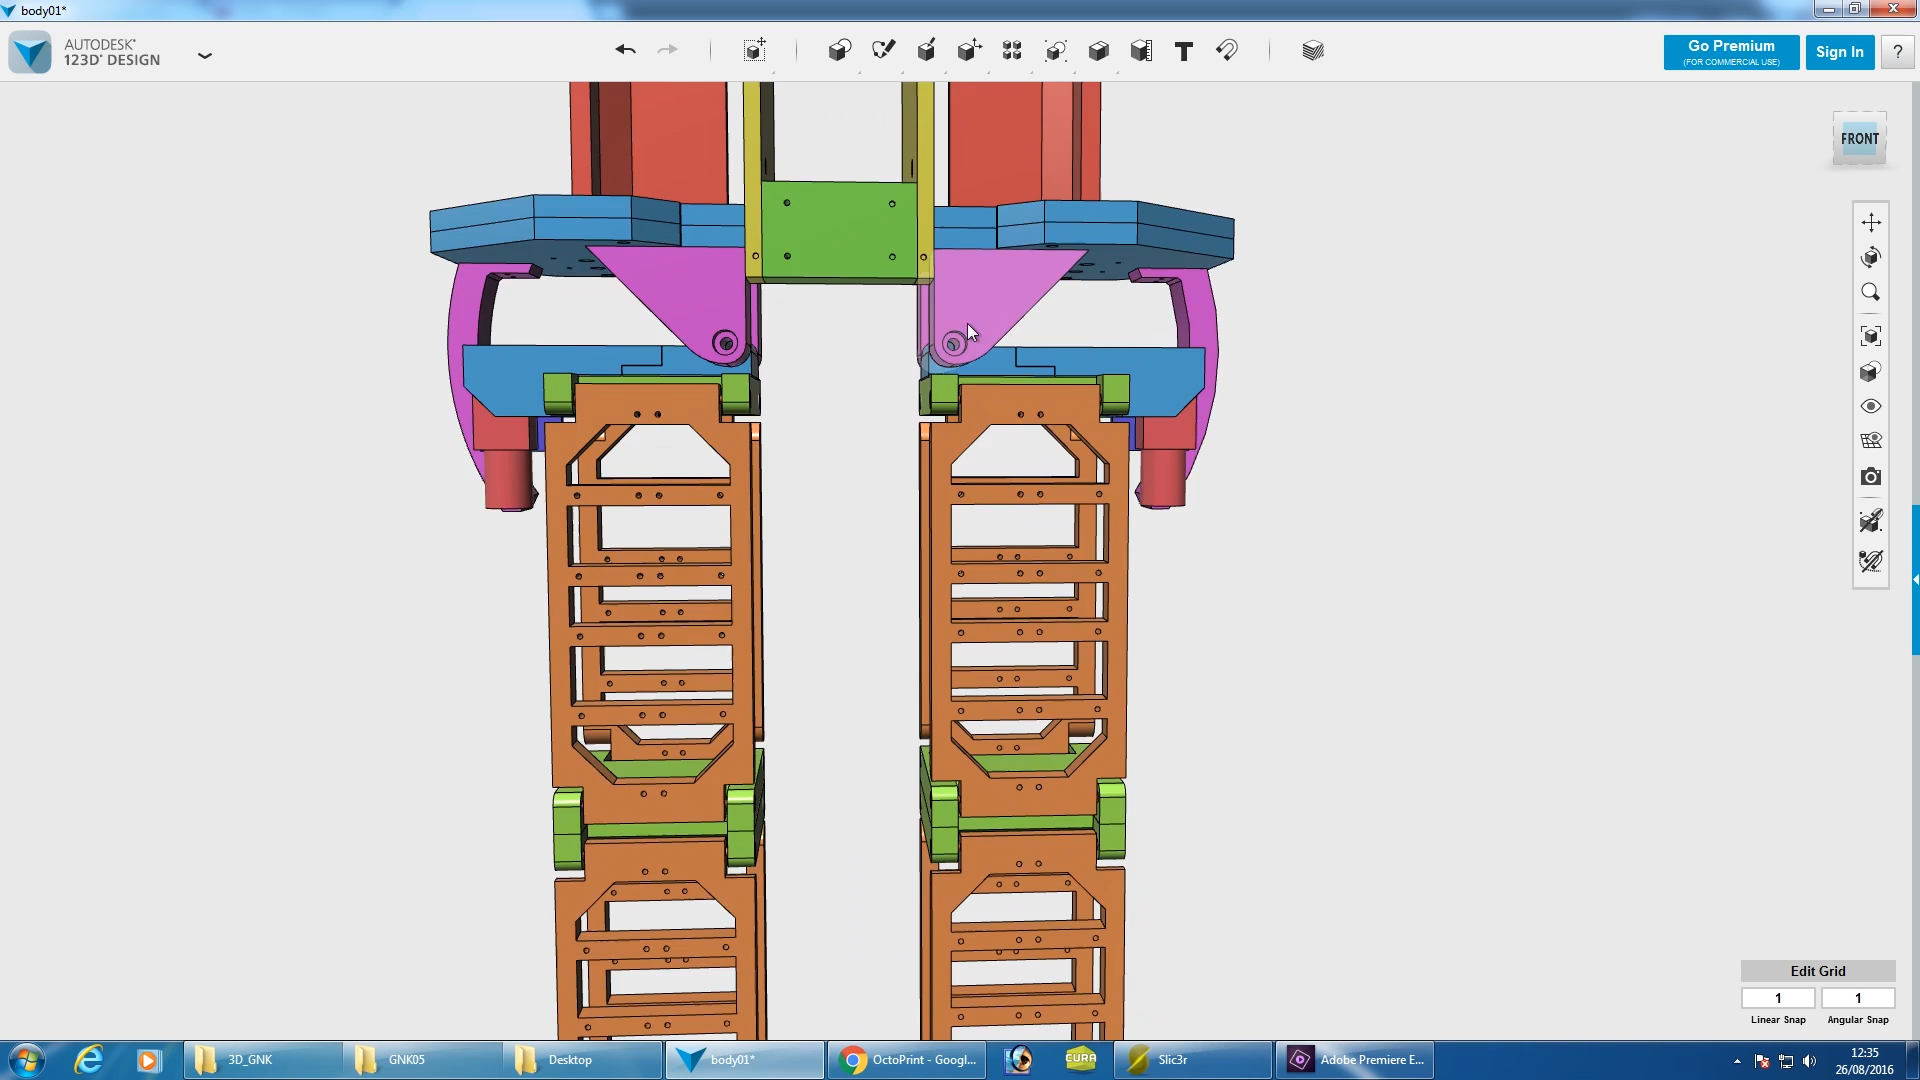 body01*
AUTODESK®
123D® DESIGN
Go Premium
(FOR COMMERCIAL USE)
Sign In
?
FRONT
T
Edit Grid
1
1
Linear Snap
Angular Snap
3D_GNK
GNK05
Desktop
body01*
OctoPrint - Googl...
CURA
Slic3r
Adobe Premiere E...
12:35
26/08/2016